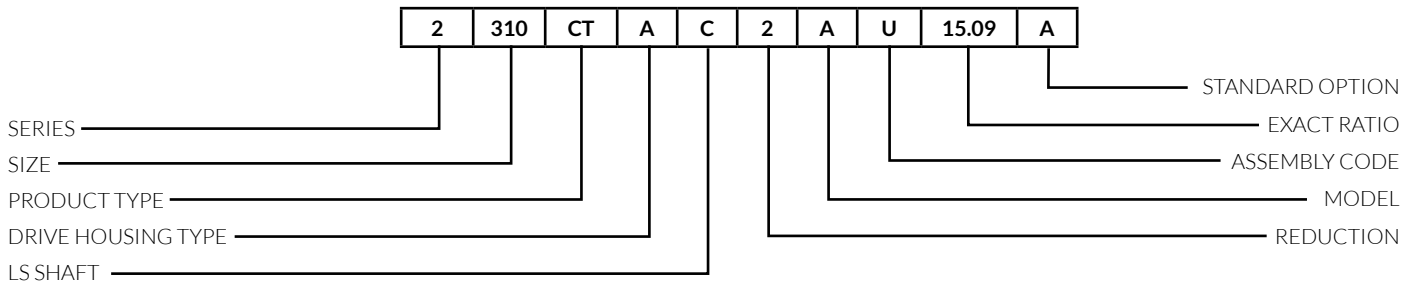 2 310 CT A C 2 A U 15.09 A
STANDARD OPTION
SERIES
EXACT RATIO
SIZE
ASSEMBLY CODE
PRODUCT TYPE
MODEL
DRIVE HOUSING TYPE
REDUCTION
LS SHAFT